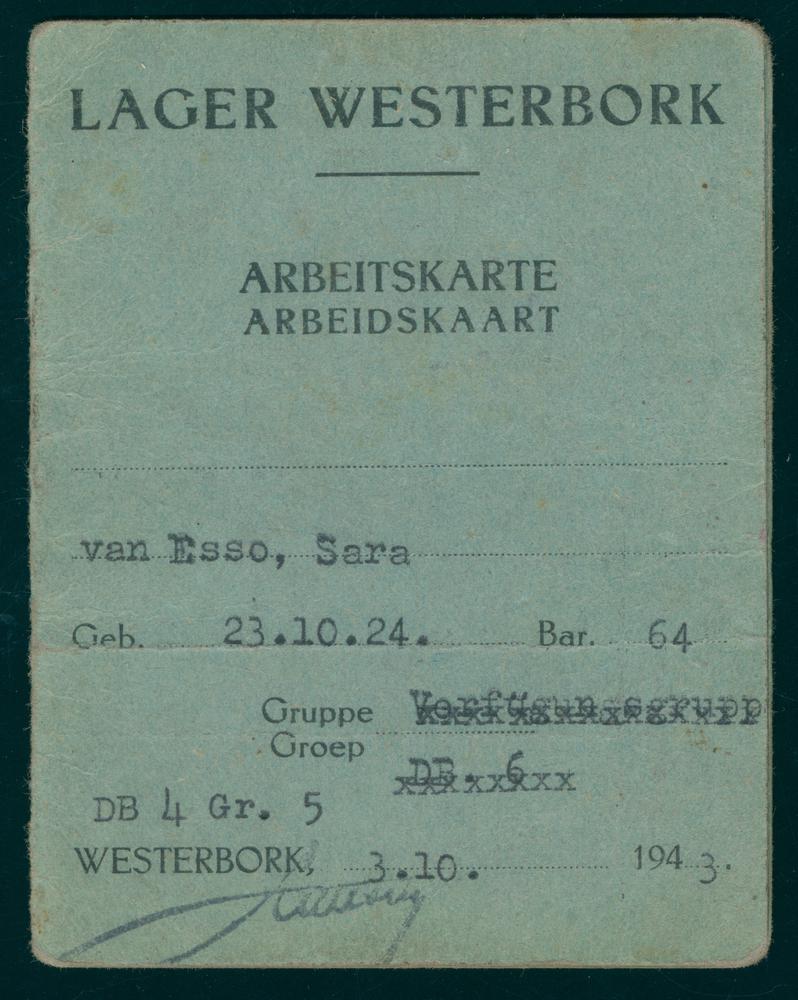 LAGER WESTERBORK
ARBEITSKARTE
ARBEIDSKAART
van Esso, Sara
Geb. 23.10.24. Bar. 64
Gruppe Verfügungsgrupp
Groep
DB. 6
DB 4 Gr. 5
WESTERBORK, 3.10. 1943.